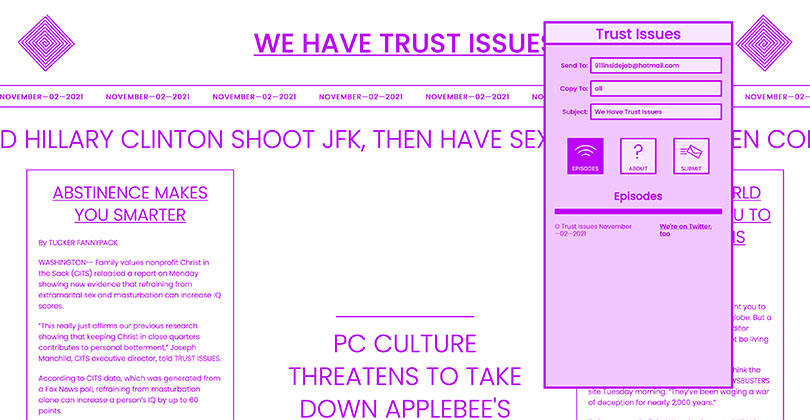 WE HAVE TRUST ISSUES
NOVEMBER—02—2021 NOVEMBER—02—2021 NOVEMBER—02—2021 NOVEMBER—02—2021 NOVEMBER—02—2021 NOVEMBER—02
D HILLARY CLINTON SHOOT JFK, THEN HAVE SEX
ABSTINENCE MAKES
YOU SMARTER
By TUCKER FANNYPACK
WASHINGTON-- Family values nonprofit Christ in
the Sack (CITS) released a report on Monday
showing new evidence that refraining from
extramarital sex and masturbation can increase IQ
scores.
"This really just affirms our previous research
showing that keeping Christ in close quarters
contributes to personal betterment," Joseph
Manchild, CITS executive director, told TRUST ISSUES.
According to CITS data, which was generated from
a Fox News poll, refraining from masturbation
alone can increase a person's IQ by up to 60
points.
PC CULTURE
THREATENS TO TAKE
DOWN APPLEBEE'S
Trust Issues
Send To: 911insidejob@hotmail.com
Copy To: all
Subject: We Have Trust Issues
EPISODES
?
ABOUT
SUBMIT
Episodes
© Trust Issues November
—02—2021
We're on Twitter,
too
EN CO
RLD
U TO
IS
nt you to
globe. But a
ditor
t be living
hink the
WSBUSTERS
site Tuesday morning. "They've been waging a war
of deception for nearly 2,000 years."